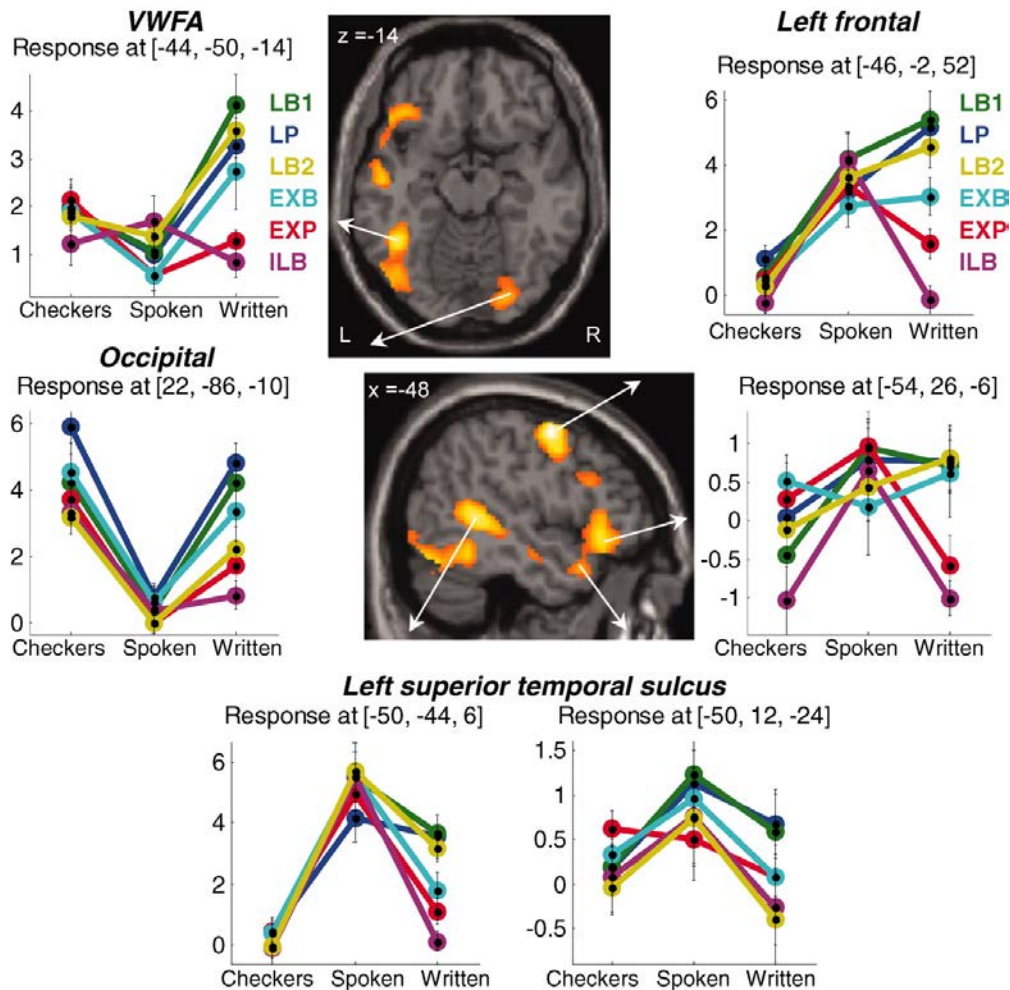 VWFA
Response at [-44, -50, -14]
4
3
2
1
Checkers Spoken Written
LB1
LP
LB2
EXB
EXP
ILB
z =-14
L
R
Left frontal
Response at [-46, -2, 52]
6
4
2
0
Checkers Spoken Written
LB1
LP
LB2
EXB
EXP
ILB
Occipital
Response at [22, -86, -10]
6
4
2
0
Checkers Spoken Written
x =-48
Response at [-54, 26, -6]
1
0.5
0
-0.5
-1
Checkers Spoken Written
Left superior temporal sulcus
Response at [-50, -44, 6]
6
4
2
0
Checkers Spoken Written
Response at [-50, 12, -24]
1.5
1
0.5
0
-0.5
Checkers Spoken Written